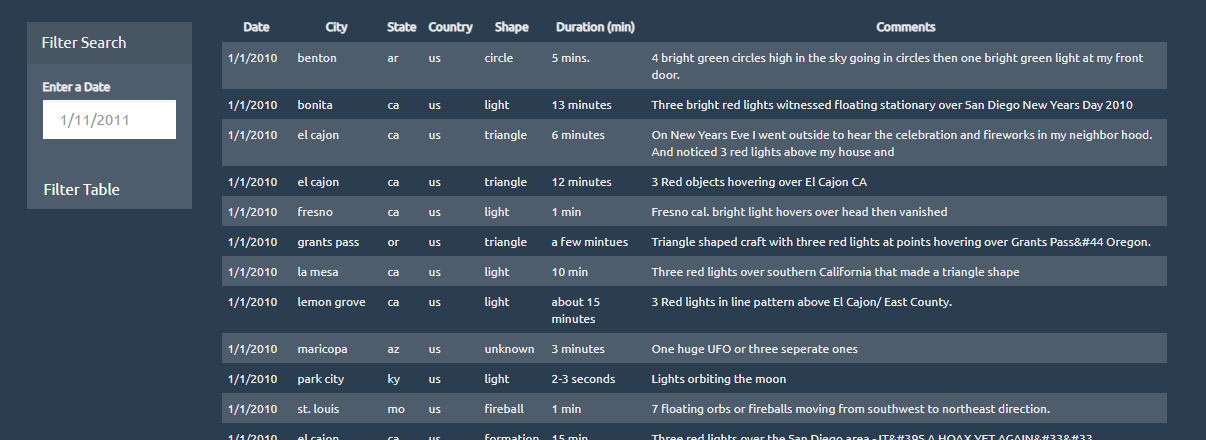 Filter Search
Enter a Date
1/11/2011
Filter Table
Date City State Country Shape Duration (min) Comments
1/1/2010 benton ar us circle 5 mins. 4 bright green circles high in the sky going in circles then one bright green light at my front
door.
1/1/2010 bonita ca us light 13 minutes Three bright red lights witnessed floating stationary over San Diego New Years Day 2010
1/1/2010 el cajon ca us triangle 6 minutes On New Years Eve I went outside to hear the celebration and fireworks in my neighbor hood.
And noticed 3 red lights above my house and
1/1/2010 el cajon ca us triangle 12 minutes 3 Red objects hovering over El Cajon CA
1/1/2010 fresno ca us light 1 min Fresno cal. bright light hovers over head then vanished
1/1/2010 grants pass or us triangle a few mintues Triangle shaped craft with three red lights at points hovering over Grants Pass&#44 Oregon.
1/1/2010 la mesa ca us light 10 min Three red lights over southern California that made a triangle shape
1/1/2010 lemon grove ca us light about 15 3 Red lights in line pattern above El Cajon/ East County.
minutes
1/1/2010 maricopa az us unknown 3 minutes One huge UFO or three seperate ones
1/1/2010 park city ky us light 2-3 seconds Lights orbiting the moon
1/1/2010 st. louis mo us fireball 1 min 7 floating orbs or fireballs moving from southwest to northeast direction.
1/1/2010 el cajon ca us formation 15 min Three red lights over the San Diego area - IT&#39S A HOAX YET AGAIN&#33&#33